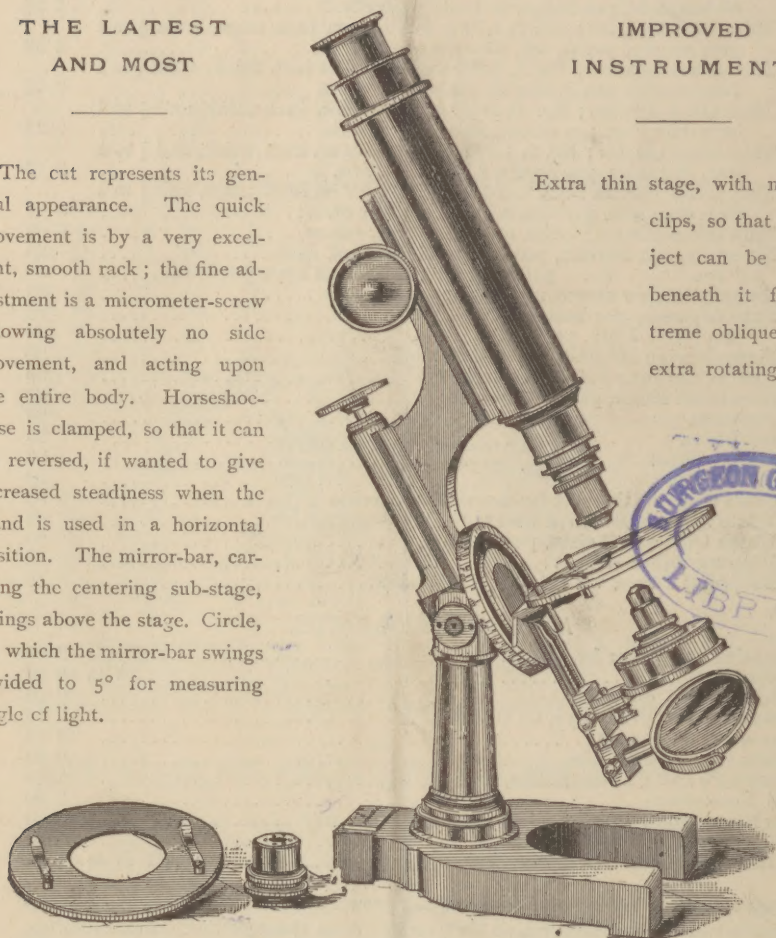 THE LATEST
AND MOST
The cut represents its gen-
al appearance. The quick
ovement is by a very excel-
nt, smooth rack ; the fine ad-
stment is a micrometer-screw
owing absolutely no side
ovement, and acting upon
e entire body. Horseshoe-
se is clamped, so that it can
reversed, if wanted to give
creased steadiness when the
and is used in a horizontal
sition. The mirror-bar, car-
ng the centering sub-stage,
ings above the stage. Circle,
which the mirror-bar swings
vided to 5° for measuring
gle of light.
IMPROVED
INSTRUMENT
Extra thin stage, with
clips, so that
ject can be
beneath it f
treme oblique
extra rotating
SURGEON G
LIBR